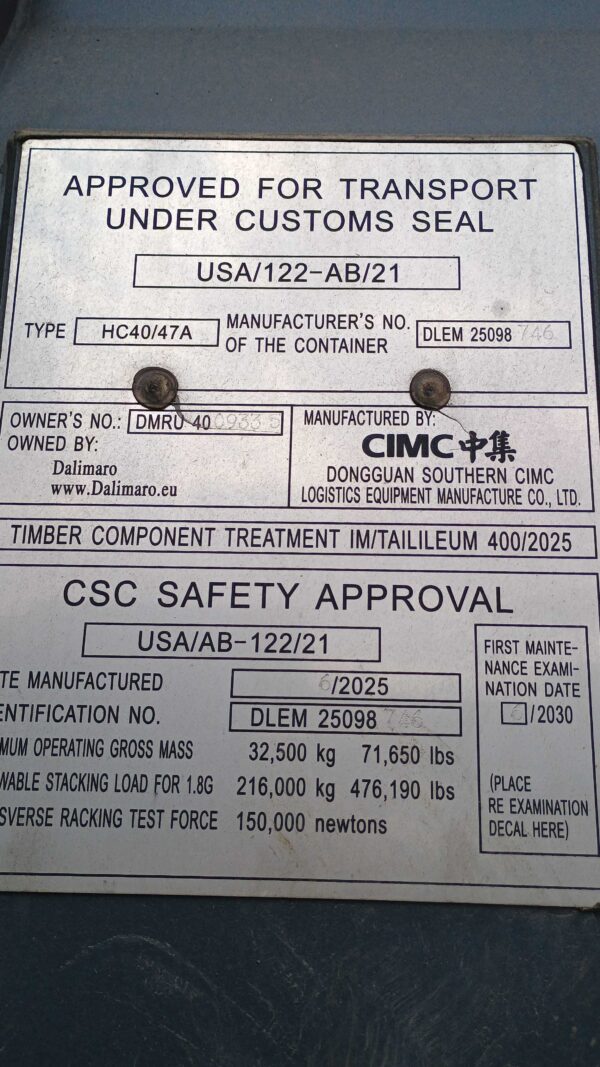 APPROVED FOR TRANSPORT
UNDER CUSTOMS SEAL
USA/122-AB/21
TYPE HC40/47A
MANUFACTURER'S NO.
OF THE CONTAINER
DLEM 25098746
OWNER'S NO.: DMRU 400933 5
OWNED BY:
Dalimaro
www.Dalimaro.eu
MANUFACTURED BY:
CIMC中集
DONGGUAN SOUTHERN CIMC
LOGISTICS EQUIPMENT MANUFACTURE CO., LTD.
TIMBER COMPONENT TREATMENT IM/TAILILEUM 400/2025
CSC SAFETY APPROVAL
USA/AB-122/21
TE MANUFACTURED 6/2025
ENTIFICATION NO. DLEM 25098746
MUM OPERATING GROSS MASS 32,500 kg 71,650 lbs
WABLE STACKING LOAD FOR 1.8G 216,000 kg 476,190 lbs
SVERSE RACKING TEST FORCE 150,000 newtons
FIRST MAINTE-
NANCE EXAMI-
NATION DATE
6/2030
(PLACE
RE EXAMINATION
DECAL HERE)